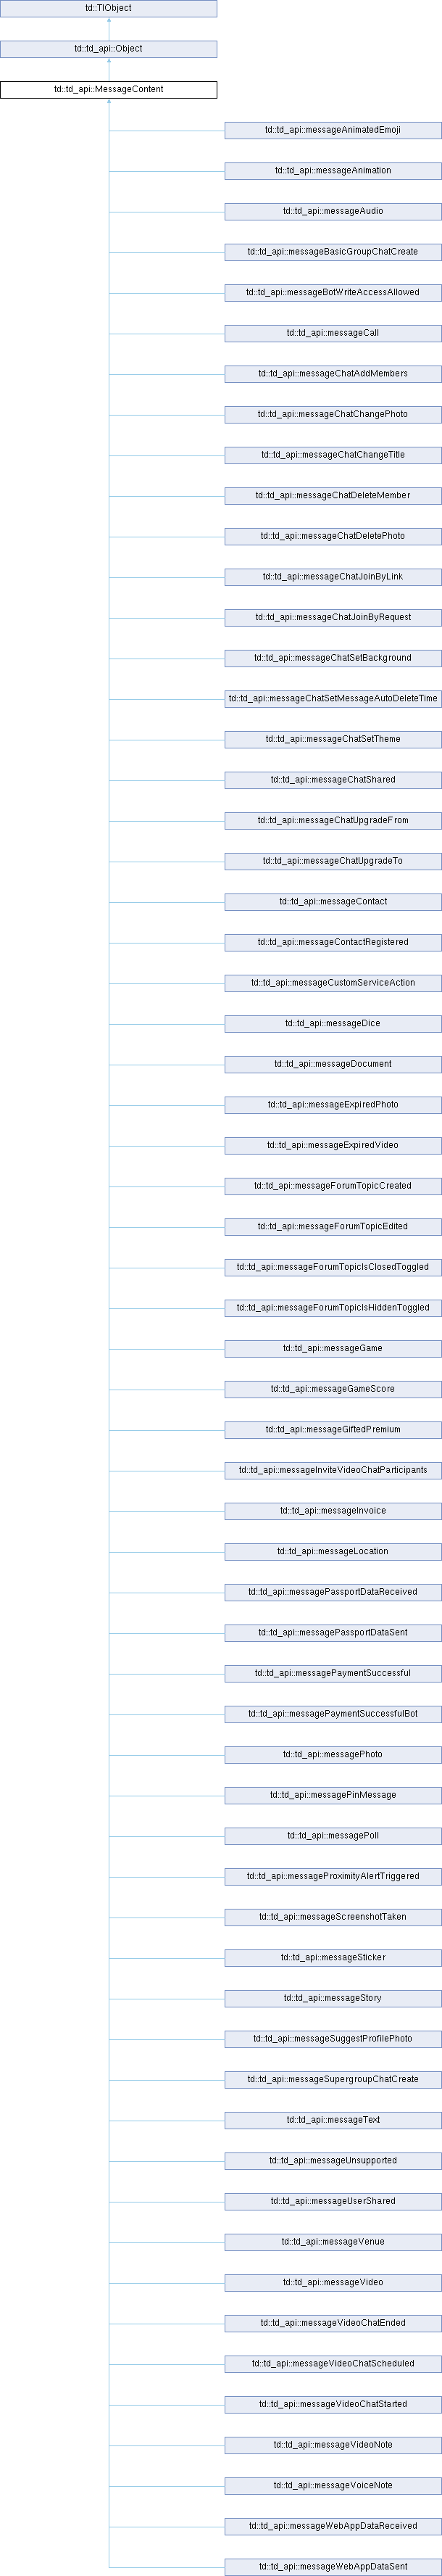 td::TlObject
td::td_api::Object
td::td_api::MessageContent
td::td_api::messageAnimatedEmoji
td::td_api::messageAnimation
td::td_api::messageAudio
td::td_api::messageBasicGroupChatCreate
td::td_api::messageBotWriteAccessAllowed
td::td_api::messageCall
td::td_api::messageChatAddMembers
td::td_api::messageChatChangePhoto
td::td_api::messageChatChangeTitle
td::td_api::messageChatDeleteMember
td::td_api::messageChatDeletePhoto
td::td_api::messageChatJoinByLink
td::td_api::messageChatJoinByRequest
td::td_api::messageChatSetBackground
td::td_api::messageChatSetMessageAutoDeleteTime
td::td_api::messageChatSetTheme
td::td_api::messageChatShared
td::td_api::messageChatUpgradeFrom
td::td_api::messageChatUpgradeTo
td::td_api::messageContact
td::td_api::messageContactRegistered
td::td_api::messageCustomServiceAction
td::td_api::messageDice
td::td_api::messageDocument
td::td_api::messageExpiredPhoto
td::td_api::messageExpiredVideo
td::td_api::messageForumTopicCreated
td::td_api::messageForumTopicEdited
td::td_api::messageForumTopicIsClosedToggled
td::td_api::messageForumTopicIsHiddenToggled
td::td_api::messageGame
td::td_api::messageGameScore
td::td_api::messageGiftedPremium
td::td_api::messageInviteVideoChatParticipants
td::td_api::messageInvoice
td::td_api::messageLocation
td::td_api::messagePassportDataReceived
td::td_api::messagePassportDataSent
td::td_api::messagePaymentSuccessful
td::td_api::messagePaymentSuccessfulBot
td::td_api::messagePhoto
td::td_api::messagePinMessage
td::td_api::messagePoll
td::td_api::messageProximityAlertTriggered
td::td_api::messageScreenshotTaken
td::td_api::messageSticker
td::td_api::messageStory
td::td_api::messageSuggestProfilePhoto
td::td_api::messageSupergroupChatCreate
td::td_api::messageText
td::td_api::messageUnsupported
td::td_api::messageUserShared
td::td_api::messageVenue
td::td_api::messageVideo
td::td_api::messageVideoChatEnded
td::td_api::messageVideoChatScheduled
td::td_api::messageVideoChatStarted
td::td_api::messageVideoNote
td::td_api::messageVoiceNote
td::td_api::messageWebAppDataReceived
td::td_api::messageWebAppDataSent